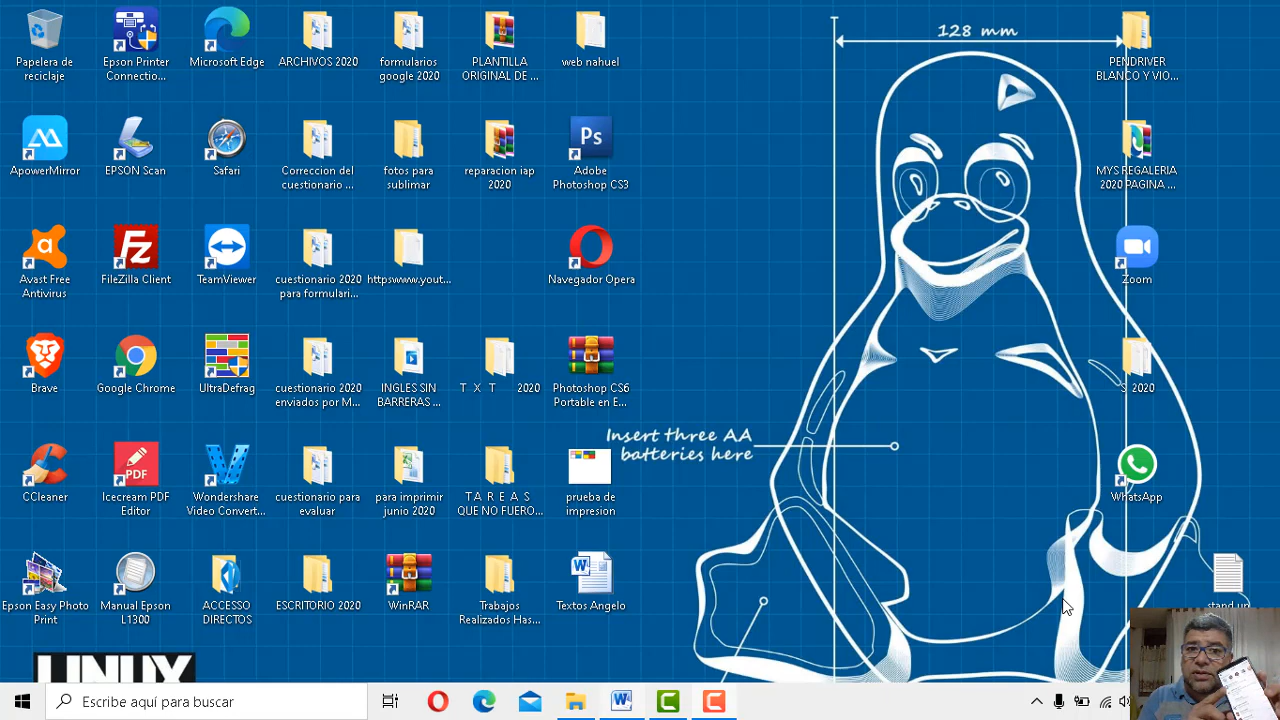 Papelera de
reciclaje
Epson Printer
Connectio...
Microsoft Edge
ARCHIVOS 2020
formularios
google 2020
PLANTILLA
ORIGINAL DE ...
web nahuel
128 mm
PENDRIVER
BLANCO Y VIO...
ApowerMirror
EPSON Scan
Safari
Correccion del
cuestionario ...
fotos para
sublimar
reparacion iap
2020
Ps
Adobe
Photoshop CS3
MYS REGALERIA
2020 PAGINA ...
Avast Free
Antivirus
Fz
FileZilla Client
TeamViewer
cuestionario 2020
para formulari...
httpswww.yout...
Navegador Opera
Zoom
Brave
Google Chrome
UltraDefrag
cuestionario 2020
enviados por M...
INGLES SIN
BARRERAS ...
T X T 2020
Photoshop CS6
Portable en E...
2020
Insert three AA
batteries here
CCleaner
PDF
Icecream PDF
Editor
Wondershare
Video Convert...
cuestionario para
evaluar
para imprimir
junio 2020
T A R E A S
QUE NO FUERO...
prueba de
impresion
WhatsApp
Epson Easy Photo
Print
Manual Epson
L1300
ACCESSO
DIRECTOS
ESCRITORIO 2020
WinRAR
Trabajos
Realizados Has...
W
Textos Angelo
stand up
LINUX
Escribe aquí para buscar